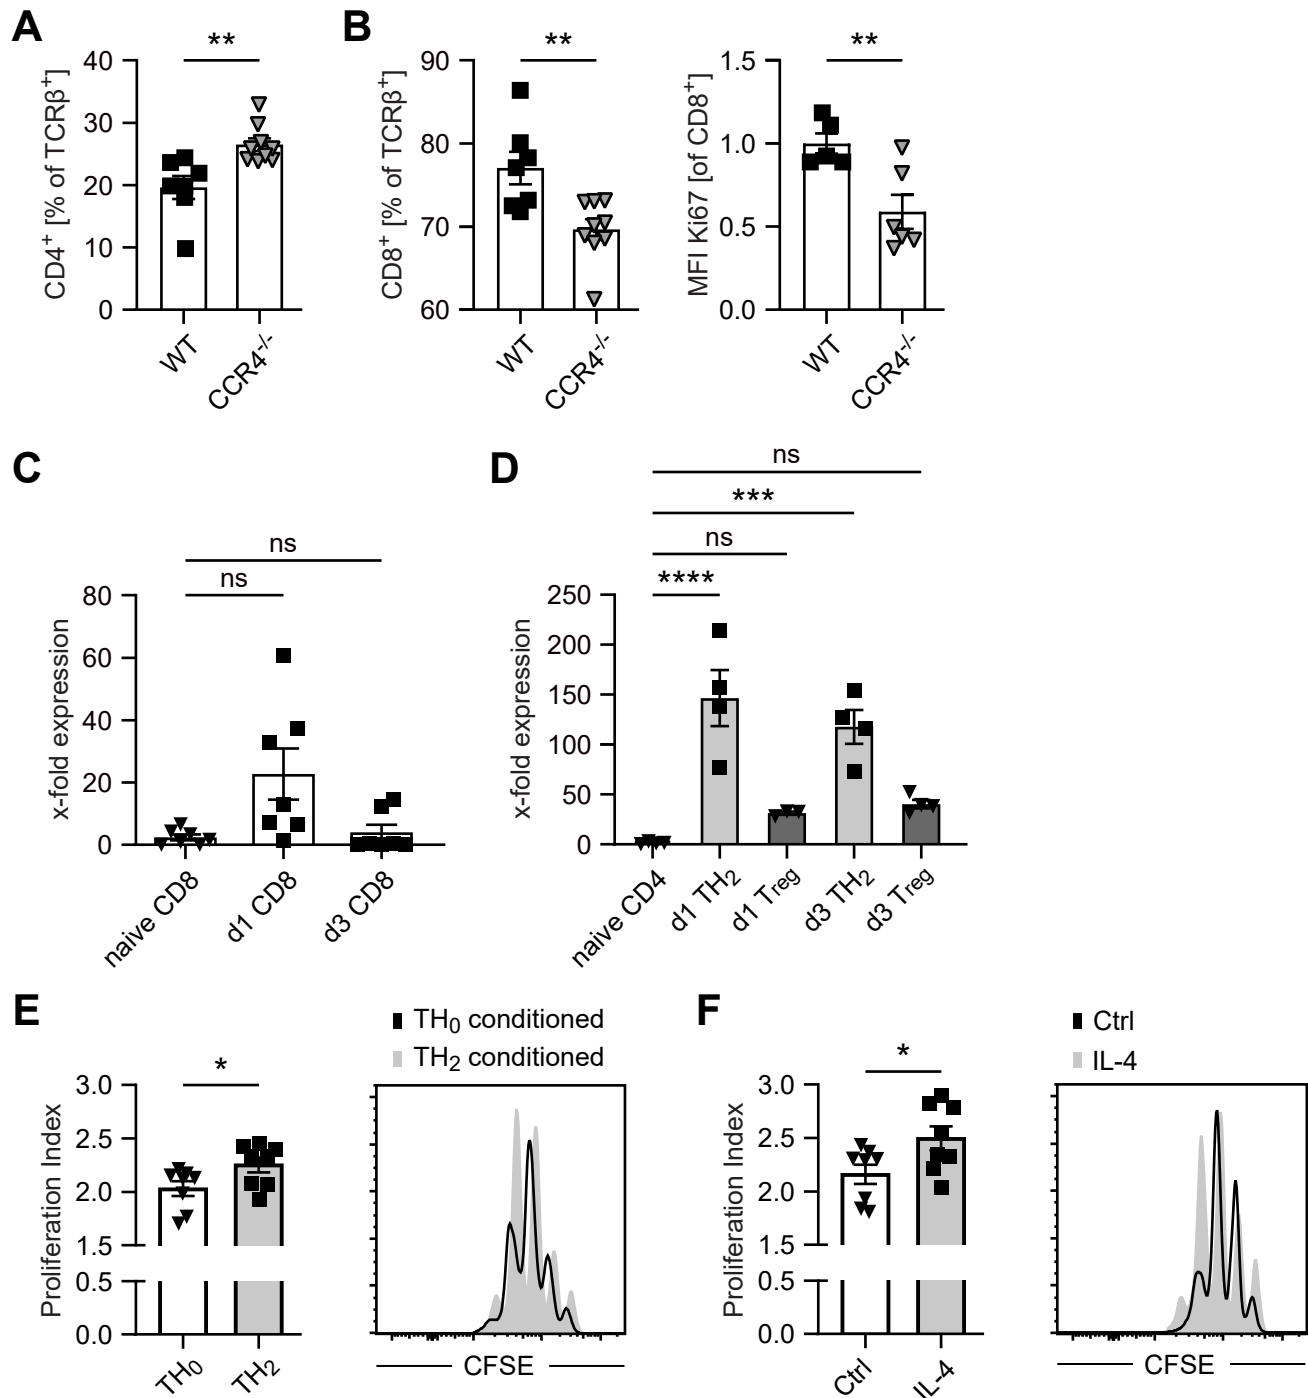 A
**
CD4⁺ [% of TCRβ⁺]
40
30
20
10
0
WT
CCR4⁻/⁻
B
**
CD8⁺ [% of TCRβ⁺]
90
80
70
60
WT
CCR4⁻/⁻
**
MFI Ki67 [of CD8⁺]
1.5
1.0
0.5
0.0
WT
CCR4⁻/⁻
C
ns
ns
x-fold expression
80
60
40
20
0
naive CD8
d1 CD8
d3 CD8
D
ns
***
ns
****
x-fold expression
250
200
150
100
50
0
naive CD4
d1 TH₂
d1 Treg
d3 TH₂
d3 Treg
E
*
Proliferation Index
3.0
2.5
2.0
1.5
0.5
0.0
TH₀
TH₂
TH₀ conditioned
TH₂ conditioned
CFSE
F
*
Proliferation Index
3.0
2.5
2.0
1.5
0.5
0.0
Ctrl
IL-4
Ctrl
IL-4
CFSE